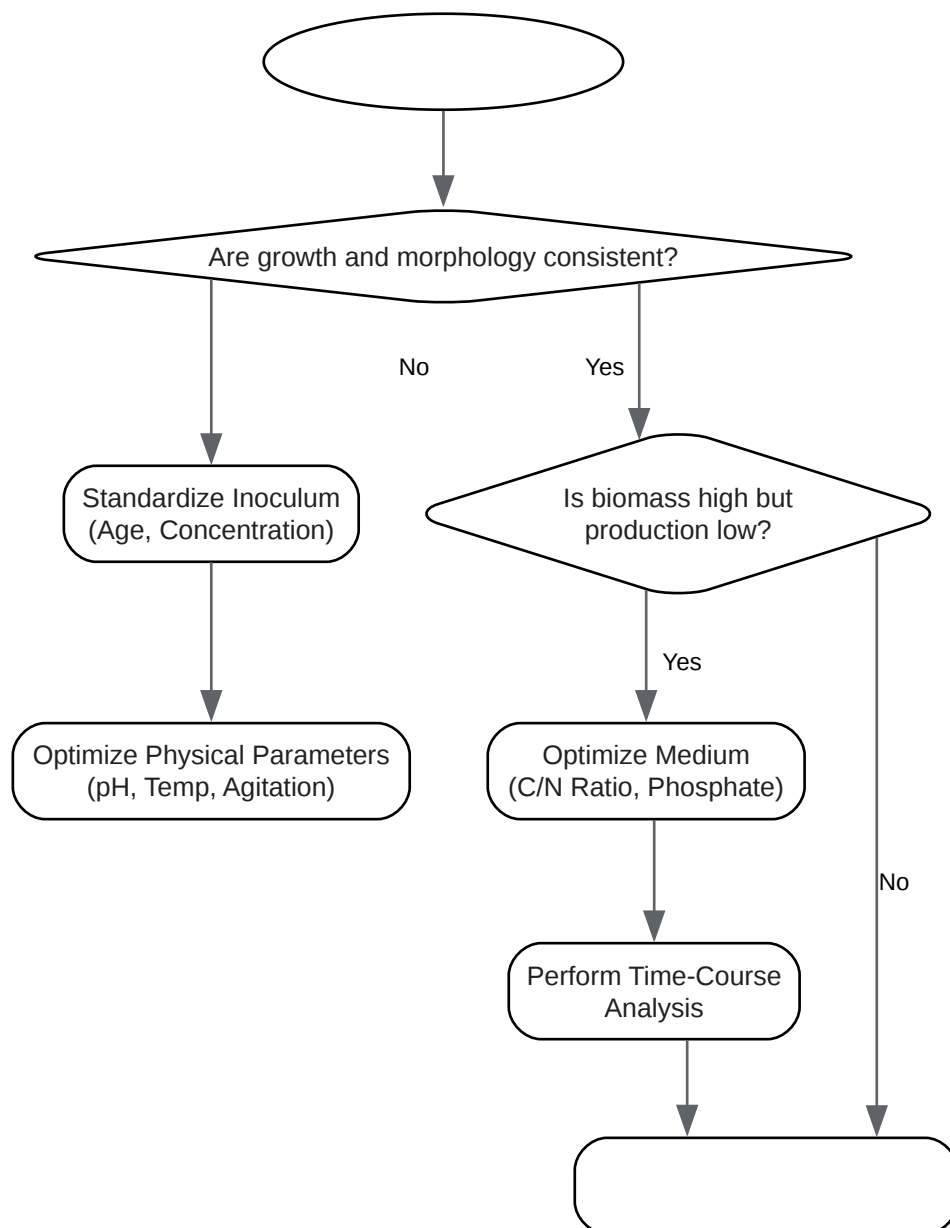 Are growth and morphology consistent?
No
Yes
Standardize Inoculum
(Age, Concentration)
Is biomass high but
production low?
Yes
Optimize Physical Parameters
(pH, Temp, Agitation)
Optimize Medium
(C/N Ratio, Phosphate)
No
Perform Time-Course
Analysis